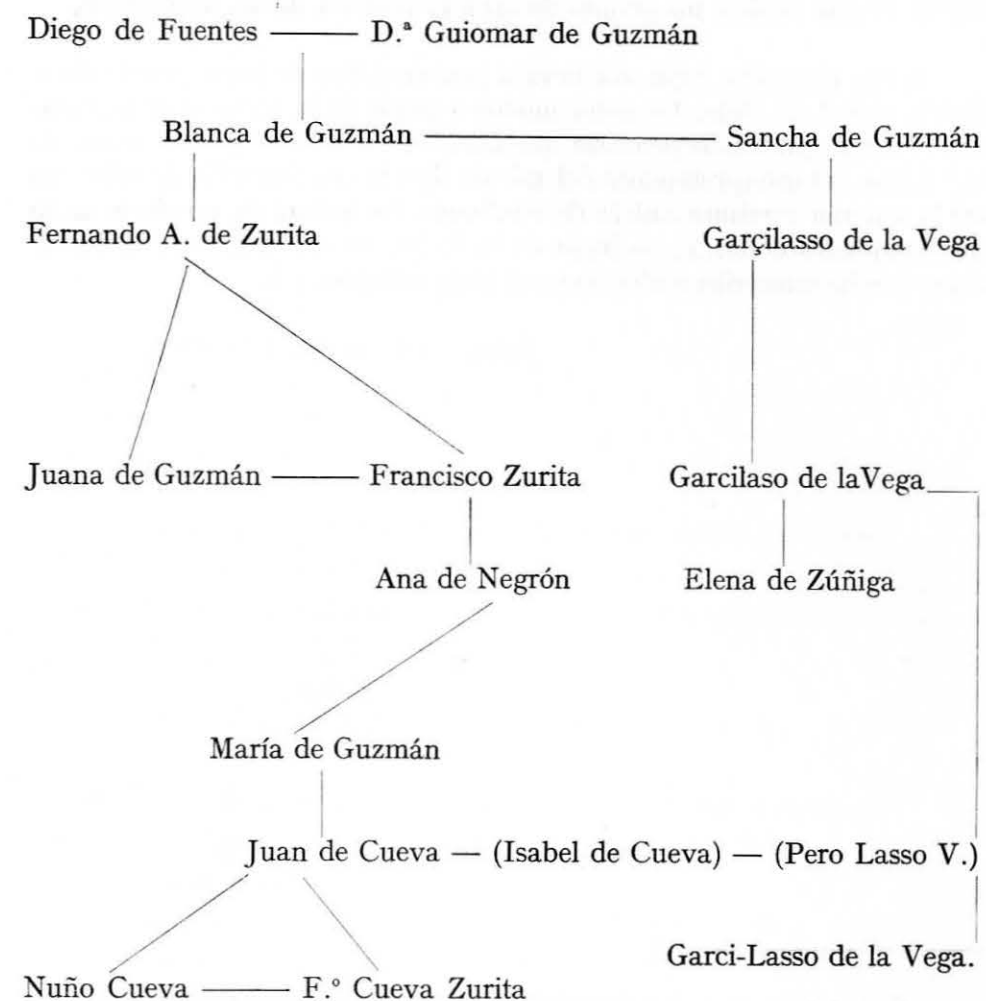 Diego de Fuentes —— D.ª Guiomar de Guzmán
Blanca de Guzmán —— Sancha de Guzmán
Fernando A. de Zurita Garçilasso de la Vega
Juana de Guzmán —— Francisco Zurita Garcilaso de laVega
Ana de Negrón Elena de Zúñiga
María de Guzmán
Juan de Cueva — (Isabel de Cueva) — (Pero Lasso V.)
Garci-Lasso de la Vega.
Nuño Cueva —— F.º Cueva Zurita